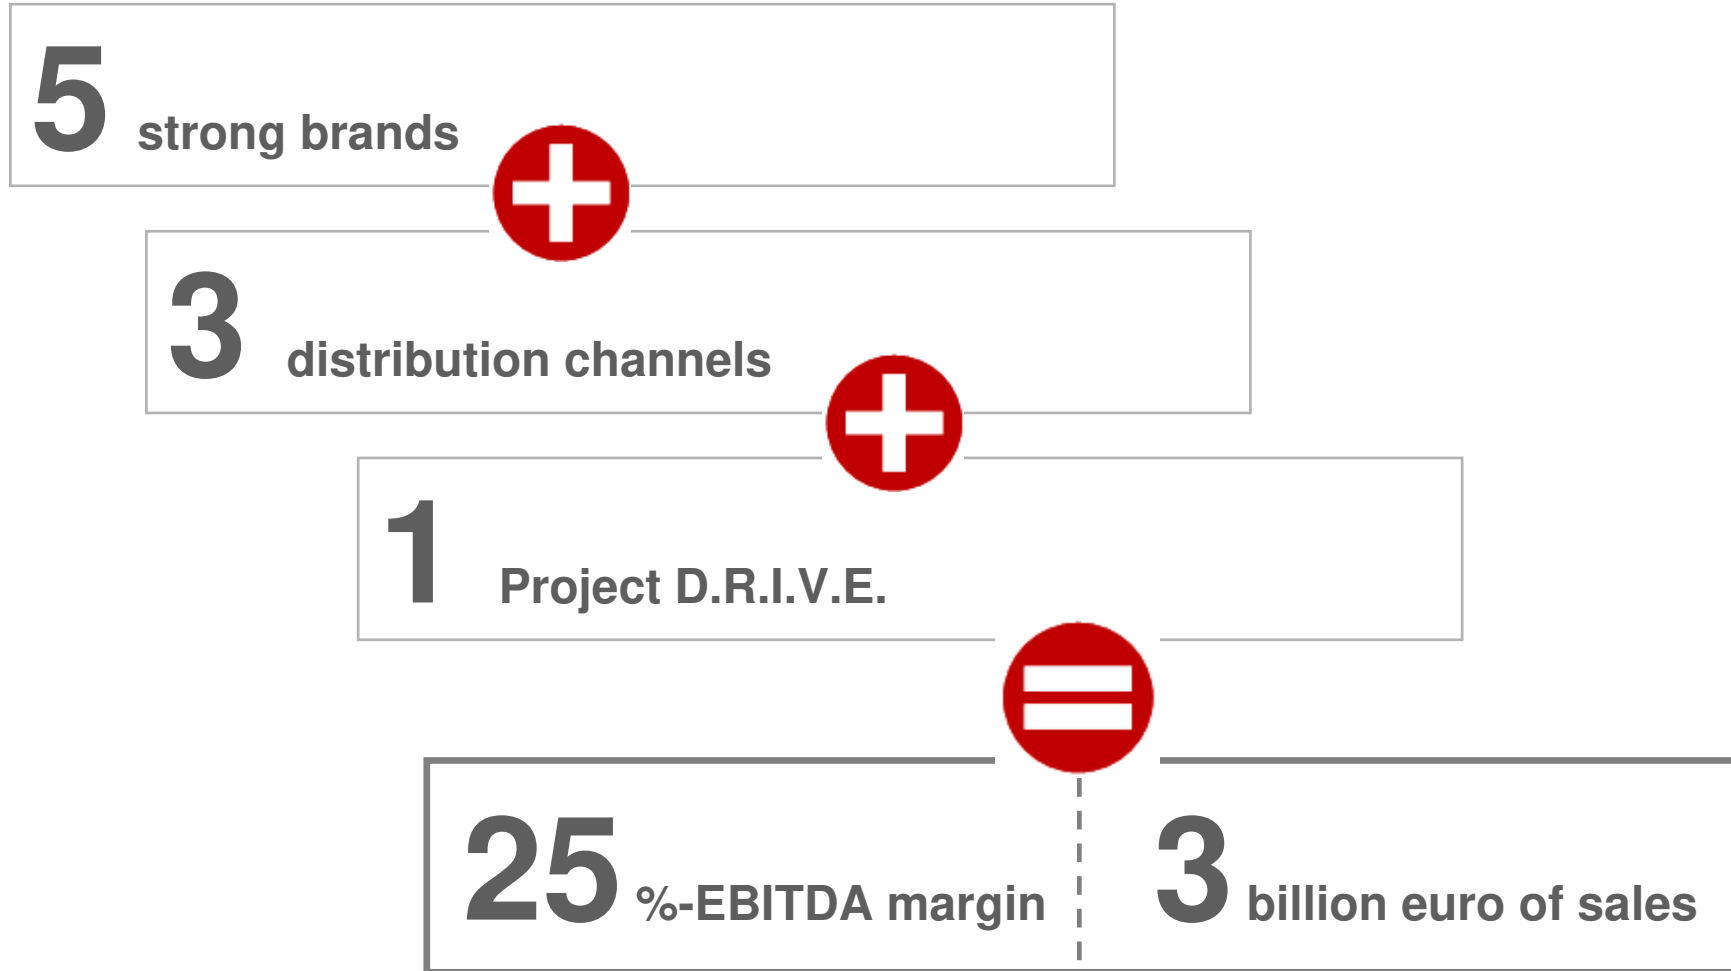 5 strong brands
3 distribution channels
1 Project D.R.I.V.E.
25 %-EBITDA margin 3 billion euro of sales